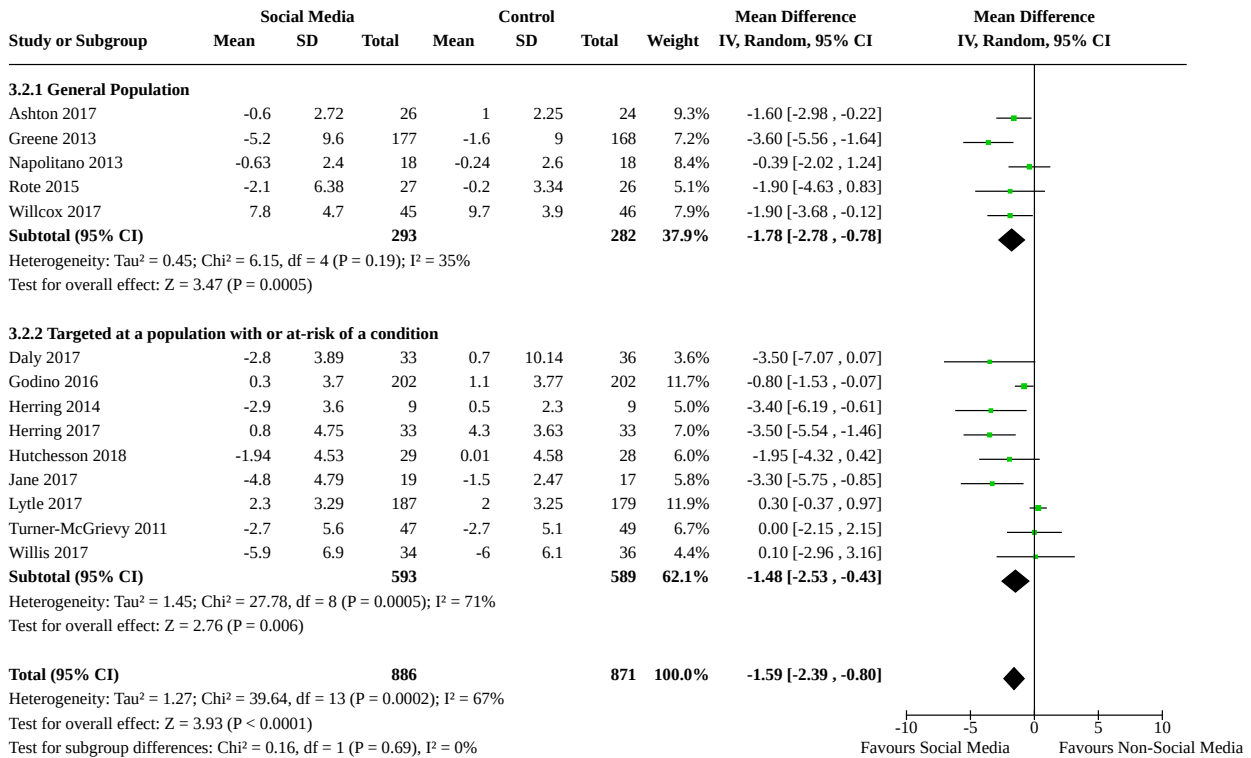 Social Media Control Mean Difference Mean Difference
Study or Subgroup Mean SD Total Mean SD Total Weight IV, Random, 95% CI IV, Random, 95% CI
3.2.1 General Population
Ashton 2017 -0.6 2.72 26 1 2.25 24 9.3% -1.60 [-2.98 , -0.22]
Greene 2013 -5.2 9.6 177 -1.6 9 168 7.2% -3.60 [-5.56 , -1.64]
Napolitano 2013 -0.63 2.4 18 -0.24 2.6 18 8.4% -0.39 [-2.02 , 1.24]
Rote 2015 -2.1 6.38 27 -0.2 3.34 26 5.1% -1.90 [-4.63 , 0.83]
Willcox 2017 7.8 4.7 45 9.7 3.9 46 7.9% -1.90 [-3.68 , -0.12]
Subtotal (95% CI) 293 282 37.9% -1.78 [-2.78 , -0.78]
Heterogeneity: Tau² = 0.45; Chi² = 6.15, df = 4 (P = 0.19); I² = 35%
Test for overall effect: Z = 3.47 (P = 0.0005)
3.2.2 Targeted at a population with or at-risk of a condition
Daly 2017 -2.8 3.89 33 0.7 10.14 36 3.6% -3.50 [-7.07 , 0.07]
Godino 2016 0.3 3.7 202 1.1 3.77 202 11.7% -0.80 [-1.53 , -0.07]
Herring 2014 -2.9 3.6 9 0.5 2.3 9 5.0% -3.40 [-6.19 , -0.61]
Herring 2017 0.8 4.75 33 4.3 3.63 33 7.0% -3.50 [-5.54 , -1.46]
Hutchesson 2018 -1.94 4.53 29 0.01 4.58 28 6.0% -1.95 [-4.32 , 0.42]
Jane 2017 -4.8 4.79 19 -1.5 2.47 17 5.8% -3.30 [-5.75 , -0.85]
Lytle 2017 2.3 3.29 187 2 3.25 179 11.9% 0.30 [-0.37 , 0.97]
Turner-McGrievy 2011 -2.7 5.6 47 -2.7 5.1 49 6.7% 0.00 [-2.15 , 2.15]
Willis 2017 -5.9 6.9 34 -6 6.1 36 4.4% 0.10 [-2.96 , 3.16]
Subtotal (95% CI) 593 589 62.1% -1.48 [-2.53 , -0.43]
Heterogeneity: Tau² = 1.45; Chi² = 27.78, df = 8 (P = 0.0005); I² = 71%
Test for overall effect: Z = 2.76 (P = 0.006)
Total (95% CI) 886 871 100.0% -1.59 [-2.39 , -0.80]
Heterogeneity: Tau² = 1.27; Chi² = 39.64, df = 13 (P = 0.0002); I² = 67%
Test for overall effect: Z = 3.93 (P < 0.0001)
-10 -5 0 5 10
Test for subgroup differences: Chi² = 0.16, df = 1 (P = 0.69), I² = 0%
Favours Social Media Favours Non-Social Media